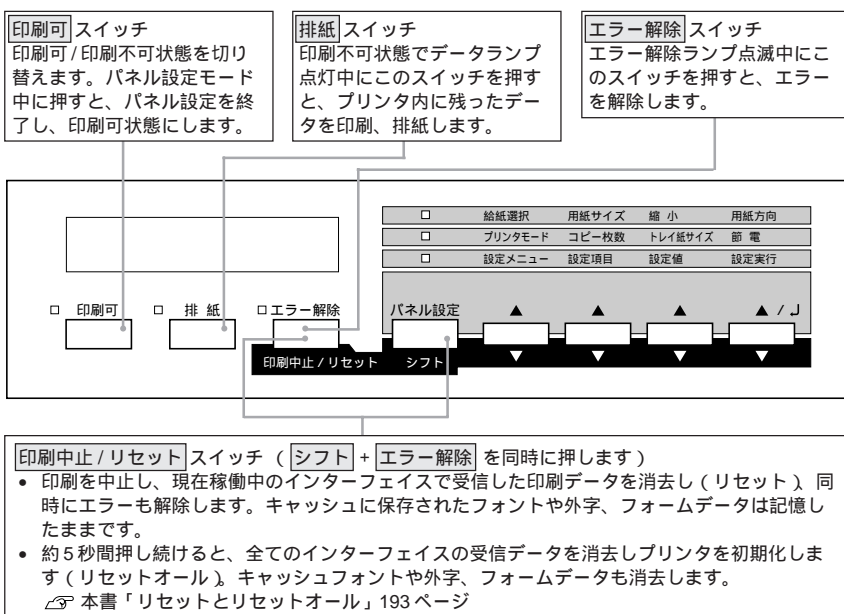 印刷可 スイッチ
印刷可/印刷不可状態を切り
替えます。パネル設定モード
中に押すと、パネル設定を終
了し、印刷可状態にします。
排紙 スイッチ
印刷不可状態でデータランプ
点灯中にこのスイッチを押す
と、プリンタ内に残ったデー
タを印刷、排紙します。
エラー解除 スイッチ
エラー解除ランプ点滅中にこ
のスイッチを押すと、エラー
を解除します。
給紙選択 用紙サイズ 縮 小 用紙方向
プリンタモード コピー枚数 トレイ紙サイズ 節 電
設定メニュー 設定項目 設定値 設定実行
印刷可 排 紙 エラー解除 パネル設定 ▲ ▲ ▲ ▲ / ↲
印刷中止 / リセット シフト ▼ ▼ ▼ ▼
印刷中止 / リセット スイッチ ( シフト + エラー解除 を同時に押します )
• 印刷を中止し、現在稼働中のインターフェイスで受信した印刷データを消去し ( リセット )、同
時にエラーも解除します。キャッシュに保存されたフォントや外字、フォームデータは記憶し
たままです。
• 約 5 秒間押し続けると、全てのインターフェイスの受信データを消去しプリンタを初期化しま
す ( リセットオール )。キャッシュフォントや外字、フォームデータも消去します。
☞ 本書「リセットとリセットオール」193 ページ